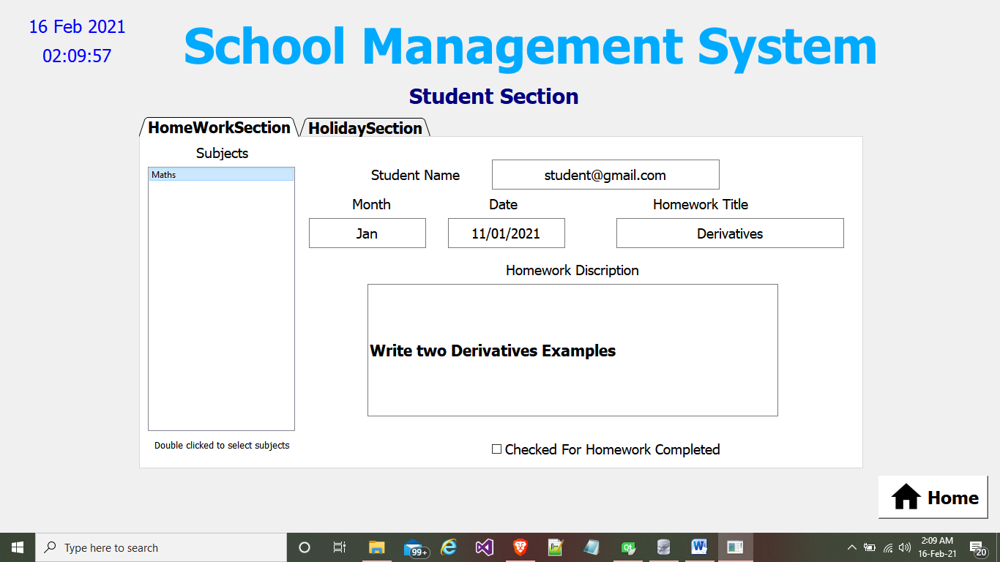 16 Feb 2021
02:09:57
School Management System
Student Section
HomeWorkSection
HolidaySection
Subjects
Maths
Double clicked to select subjects
Student Name
student@gmail.com
Month
Date
Homework Title
Jan
11/01/2021
Derivatives
Homework Discription
Write two Derivatives Examples
Checked For Homework Completed
Home
Type here to search
99+
2:09 AM
16-Feb-21
20